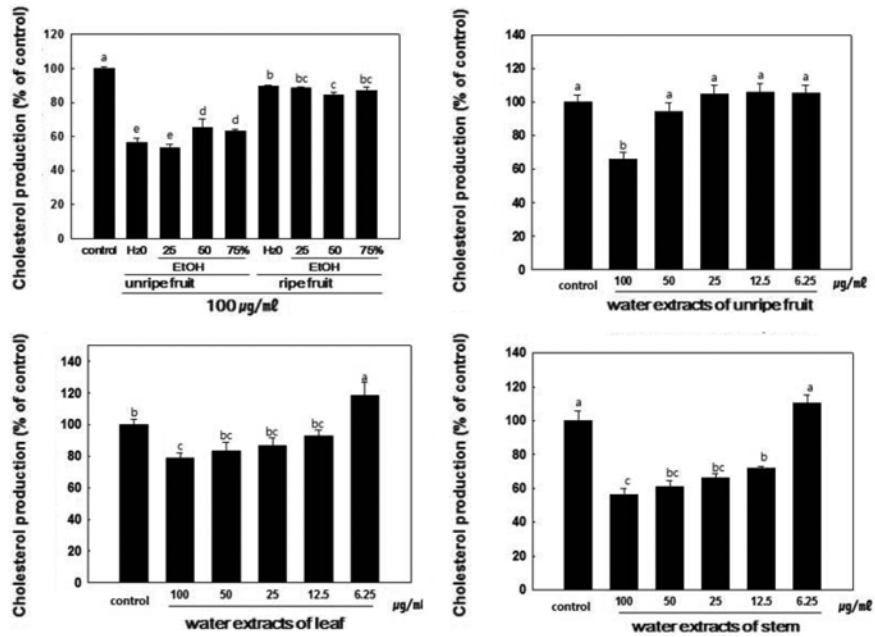 Cholesterol production (% of control)
120
100
80
60
40
20
0
a
e
e
d
d
b
bc
c
bc
control H₂O 25 50 75% H₂O 25 50 75%
EtOH EtOH
unripe fruit ripe fruit
100 μg/ml
Cholesterol production (% of control)
140
120
100
80
60
40
20
0
a
b
a
a
a
a
control 100 50 25 12.5 6.25 μg/ml
water extracts of unripe fruit
Cholesterol production (% of control)
140
120
100
80
60
40
20
0
b
c
bc
bc
bc
a
control 100 50 25 12.5 6.25 μg/ml
water extracts of leaf
Cholesterol production (% of control)
140
120
100
80
60
40
20
0
a
c
bc
bc
b
a
control 100 50 25 12.5 6.25 μg/ml
water extracts of stem